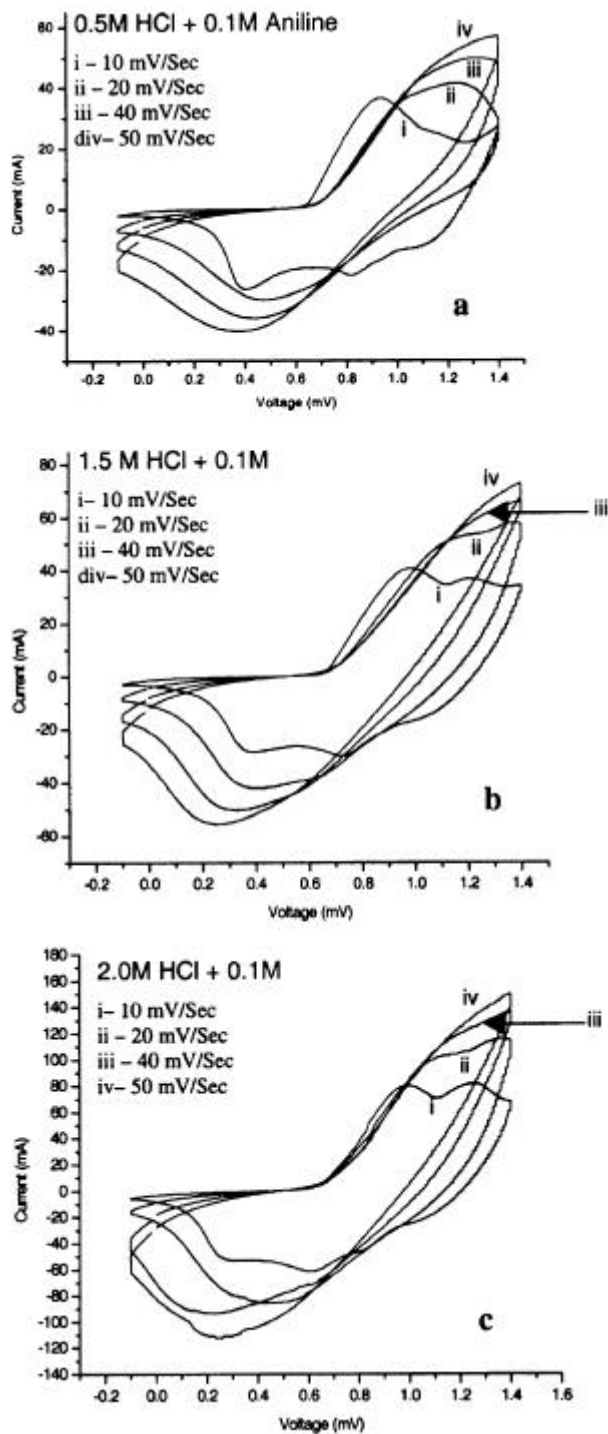 0.5M HCl + 0.1M Aniline
i – 10 mV/Sec
ii – 20 mV/Sec
iii – 40 mV/Sec
div– 50 mV/Sec
iv
iii
ii
i
60
40
20
0
-20
-40
Current (mA)
a
-0.2 0.0 0.2 0.4 0.6 0.8 1.0 1.2 1.4
Voltage (mV)
1.5 M HCl + 0.1M
i– 10 mV/Sec
ii – 20 mV/Sec
iii – 40 mV/Sec
div– 50 mV/Sec
iv
iii
ii
i
80
60
40
20
0
-20
-40
-60
Current (mA)
b
-0.2 0.0 0.2 0.4 0.6 0.8 1.0 1.2 1.4
Voltage (mV)
2.0M HCl + 0.1M
i– 10 mV/Sec
ii – 20 mV/Sec
iii – 40 mV/Sec
iv– 50 mV/Sec
iv
iii
ii
i
180
160
140
120
100
80
60
40
20
0
-20
-40
-60
-80
-100
-120
-140
Current (mA)
c
-0.2 0.0 0.2 0.4 0.6 0.8 1.0 1.2 1.4 1.6
Voltage (mV)